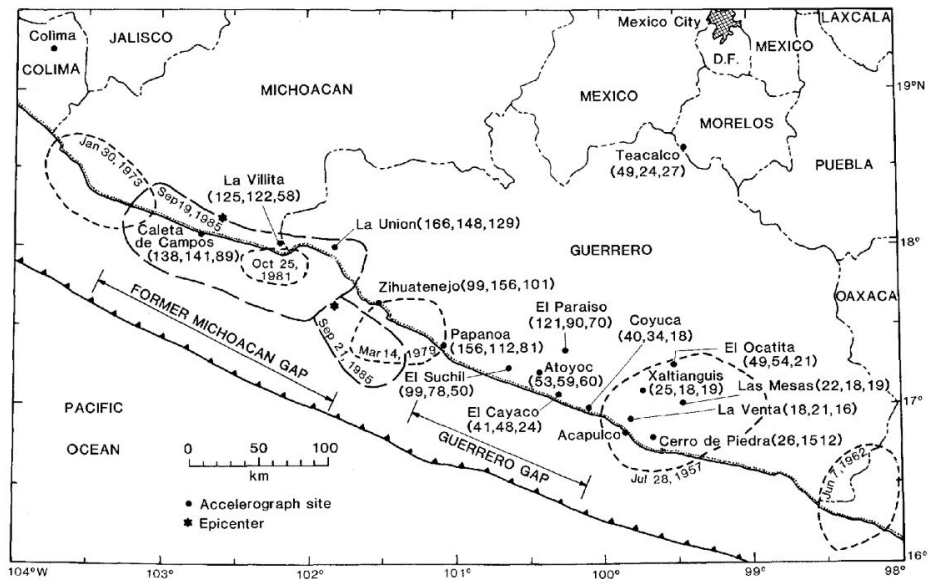 Mexico City
LAXCALA
Colima
JALISCO
COLIMA
D.F.
MEXICO
MICHOACAN
MEXICO
MORELOS
19°N
Teacalco
(49,24,27)
PUEBLA
Jan 30, 1973
La Villita
(125,122,58)
Sep 19, 1985
La Union(166,148,129)
GUERRERO
18°
Caleta
de Campos
(138,141,89)
Oct 25,
1981
OAXACA
Zihuatenejo(99,156,101)
El Paraiso
(121,90,70)
Coyuca
(40,34,18)
FORMER MICHOACAN GAP
Sep 21, 1985
Mar 14, 1979
Papanoa
(156,112,81)
El Ocatita
(49,54,21)
El Suchil
(99,78,50)
Atoyoc
(53,59,60)
Xaltianguis
(25,18,19)
Las Mesas(22,18,19)
17°
PACIFIC
OCEAN
El Cayaco
(41,48,24)
La Venta(18,21,16)
Acapulco
Cerro de Piedra(26,1512)
GUERRERO GAP
Jul 28, 1957
Jun 7, 1962
0 50 100
km
Accelerograph site
Epicenter
16°
104°W 103° 102° 101° 100° 99° 98°